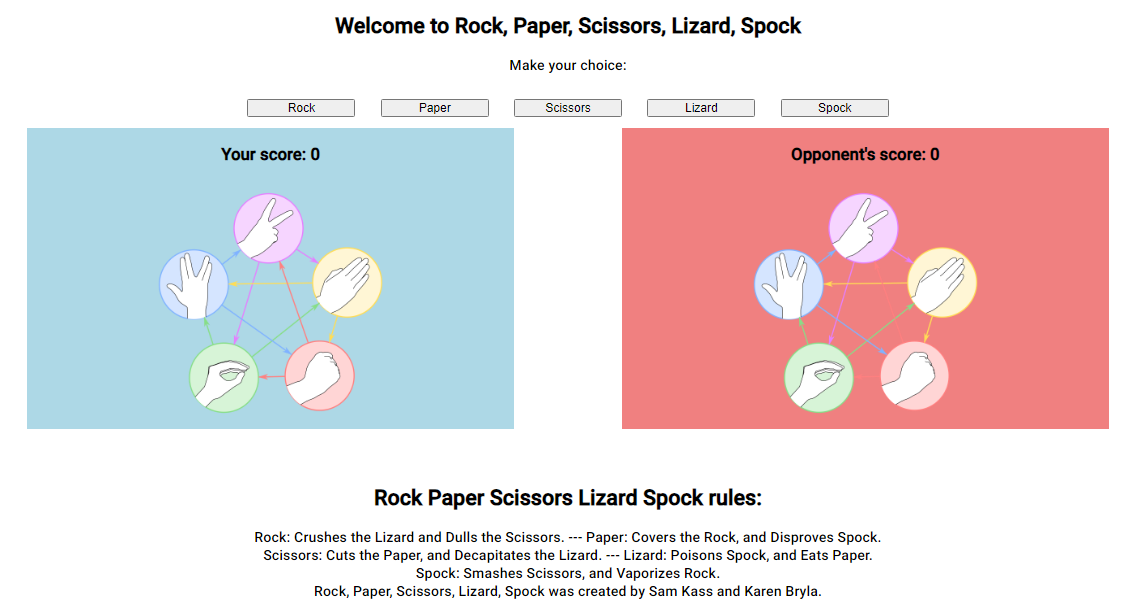 Welcome to Rock, Paper, Scissors, Lizard, Spock
Make your choice:
Rock Paper Scissors Lizard Spock
Your score: 0
Opponent's score: 0
Rock Paper Scissors Lizard Spock rules:
Rock: Crushes the Lizard and Dulls the Scissors. --- Paper: Covers the Rock, and Disproves Spock.
Scissors: Cuts the Paper, and Decapitates the Lizard. --- Lizard: Poisons Spock, and Eats Paper.
Spock: Smashes Scissors, and Vaporizes Rock.
Rock, Paper, Scissors, Lizard, Spock was created by Sam Kass and Karen Bryla.